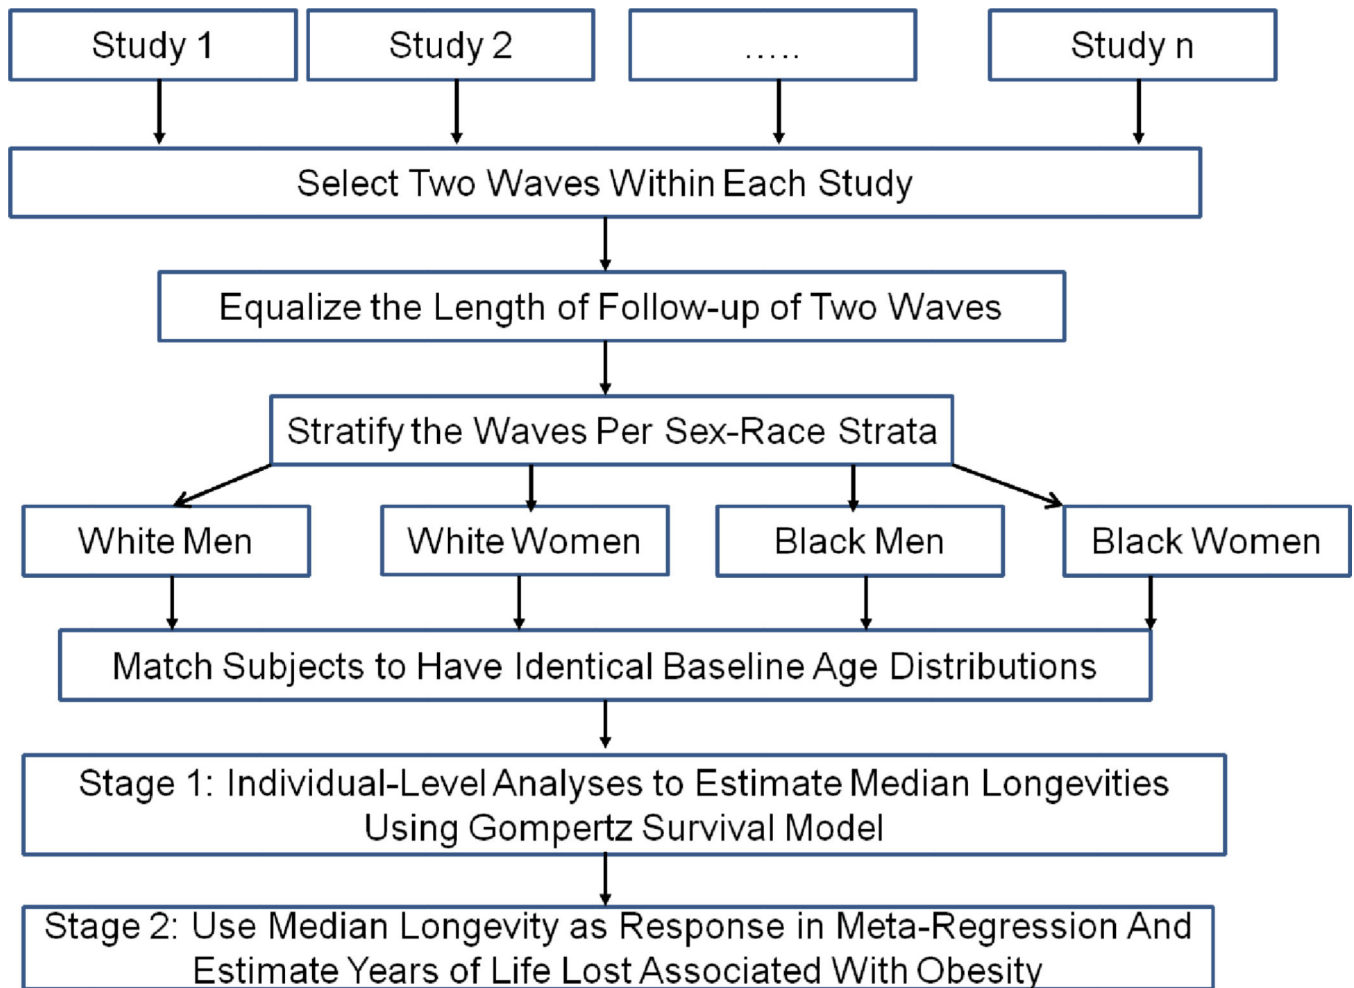 Study 1
Study 2
.....
Study n
Select Two Waves Within Each Study
Equalize the Length of Follow-up of Two Waves
Stratify the Waves Per Sex-Race Strata
White Men
White Women
Black Men
Black Women
Match Subjects to Have Identical Baseline Age Distributions
Stage 1: Individual-Level Analyses to Estimate Median Longevities
Using Gompertz Survival Model
Stage 2: Use Median Longevity as Response in Meta-Regression And
Estimate Years of Life Lost Associated With Obesity